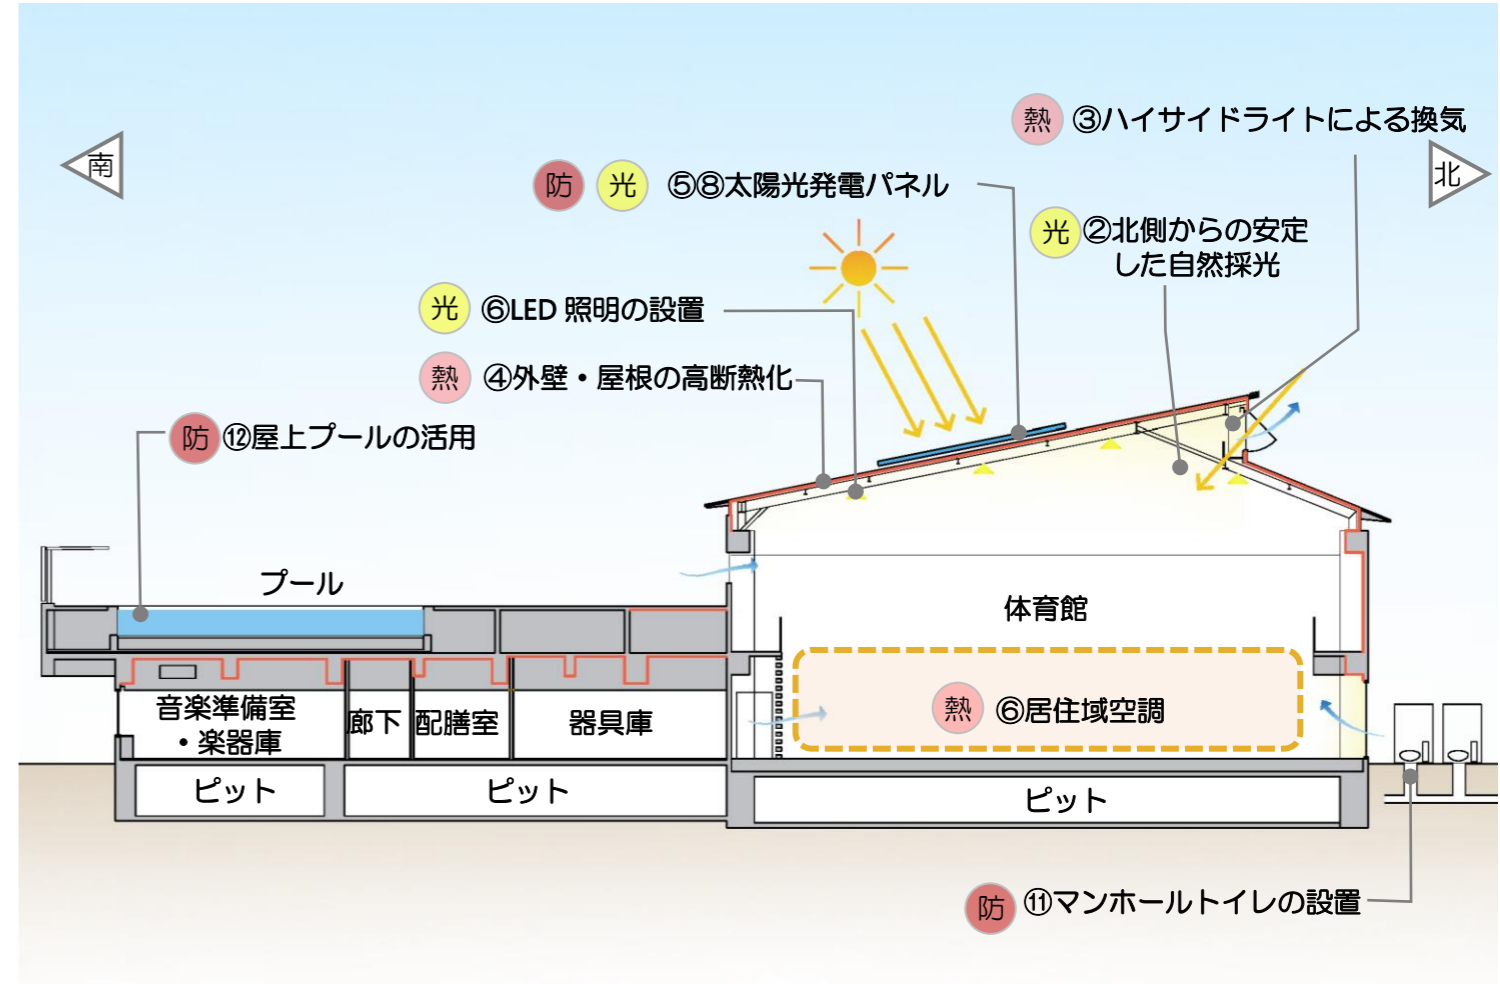 熱 ③ハイサイドライトによる換気
南
北
防 光 ⑤⑧太陽光発電パネル
光 ②北側からの安定
した自然採光
光 ⑥LED 照明の設置
熱 ④外壁・屋根の高断熱化
防 ⑫屋上プールの活用
プール
体育館
音楽準備室
・楽器庫
廊下
配膳室
器具庫
熱 ⑥居住域空調
ピット
ピット
ピット
防 ⑪マンホールトイレの設置